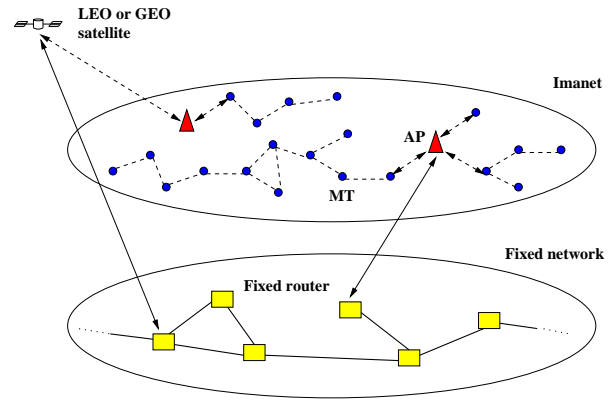 LEO or GEO
satellite
Imanet
AP
MT
Fixed network
Fixed router